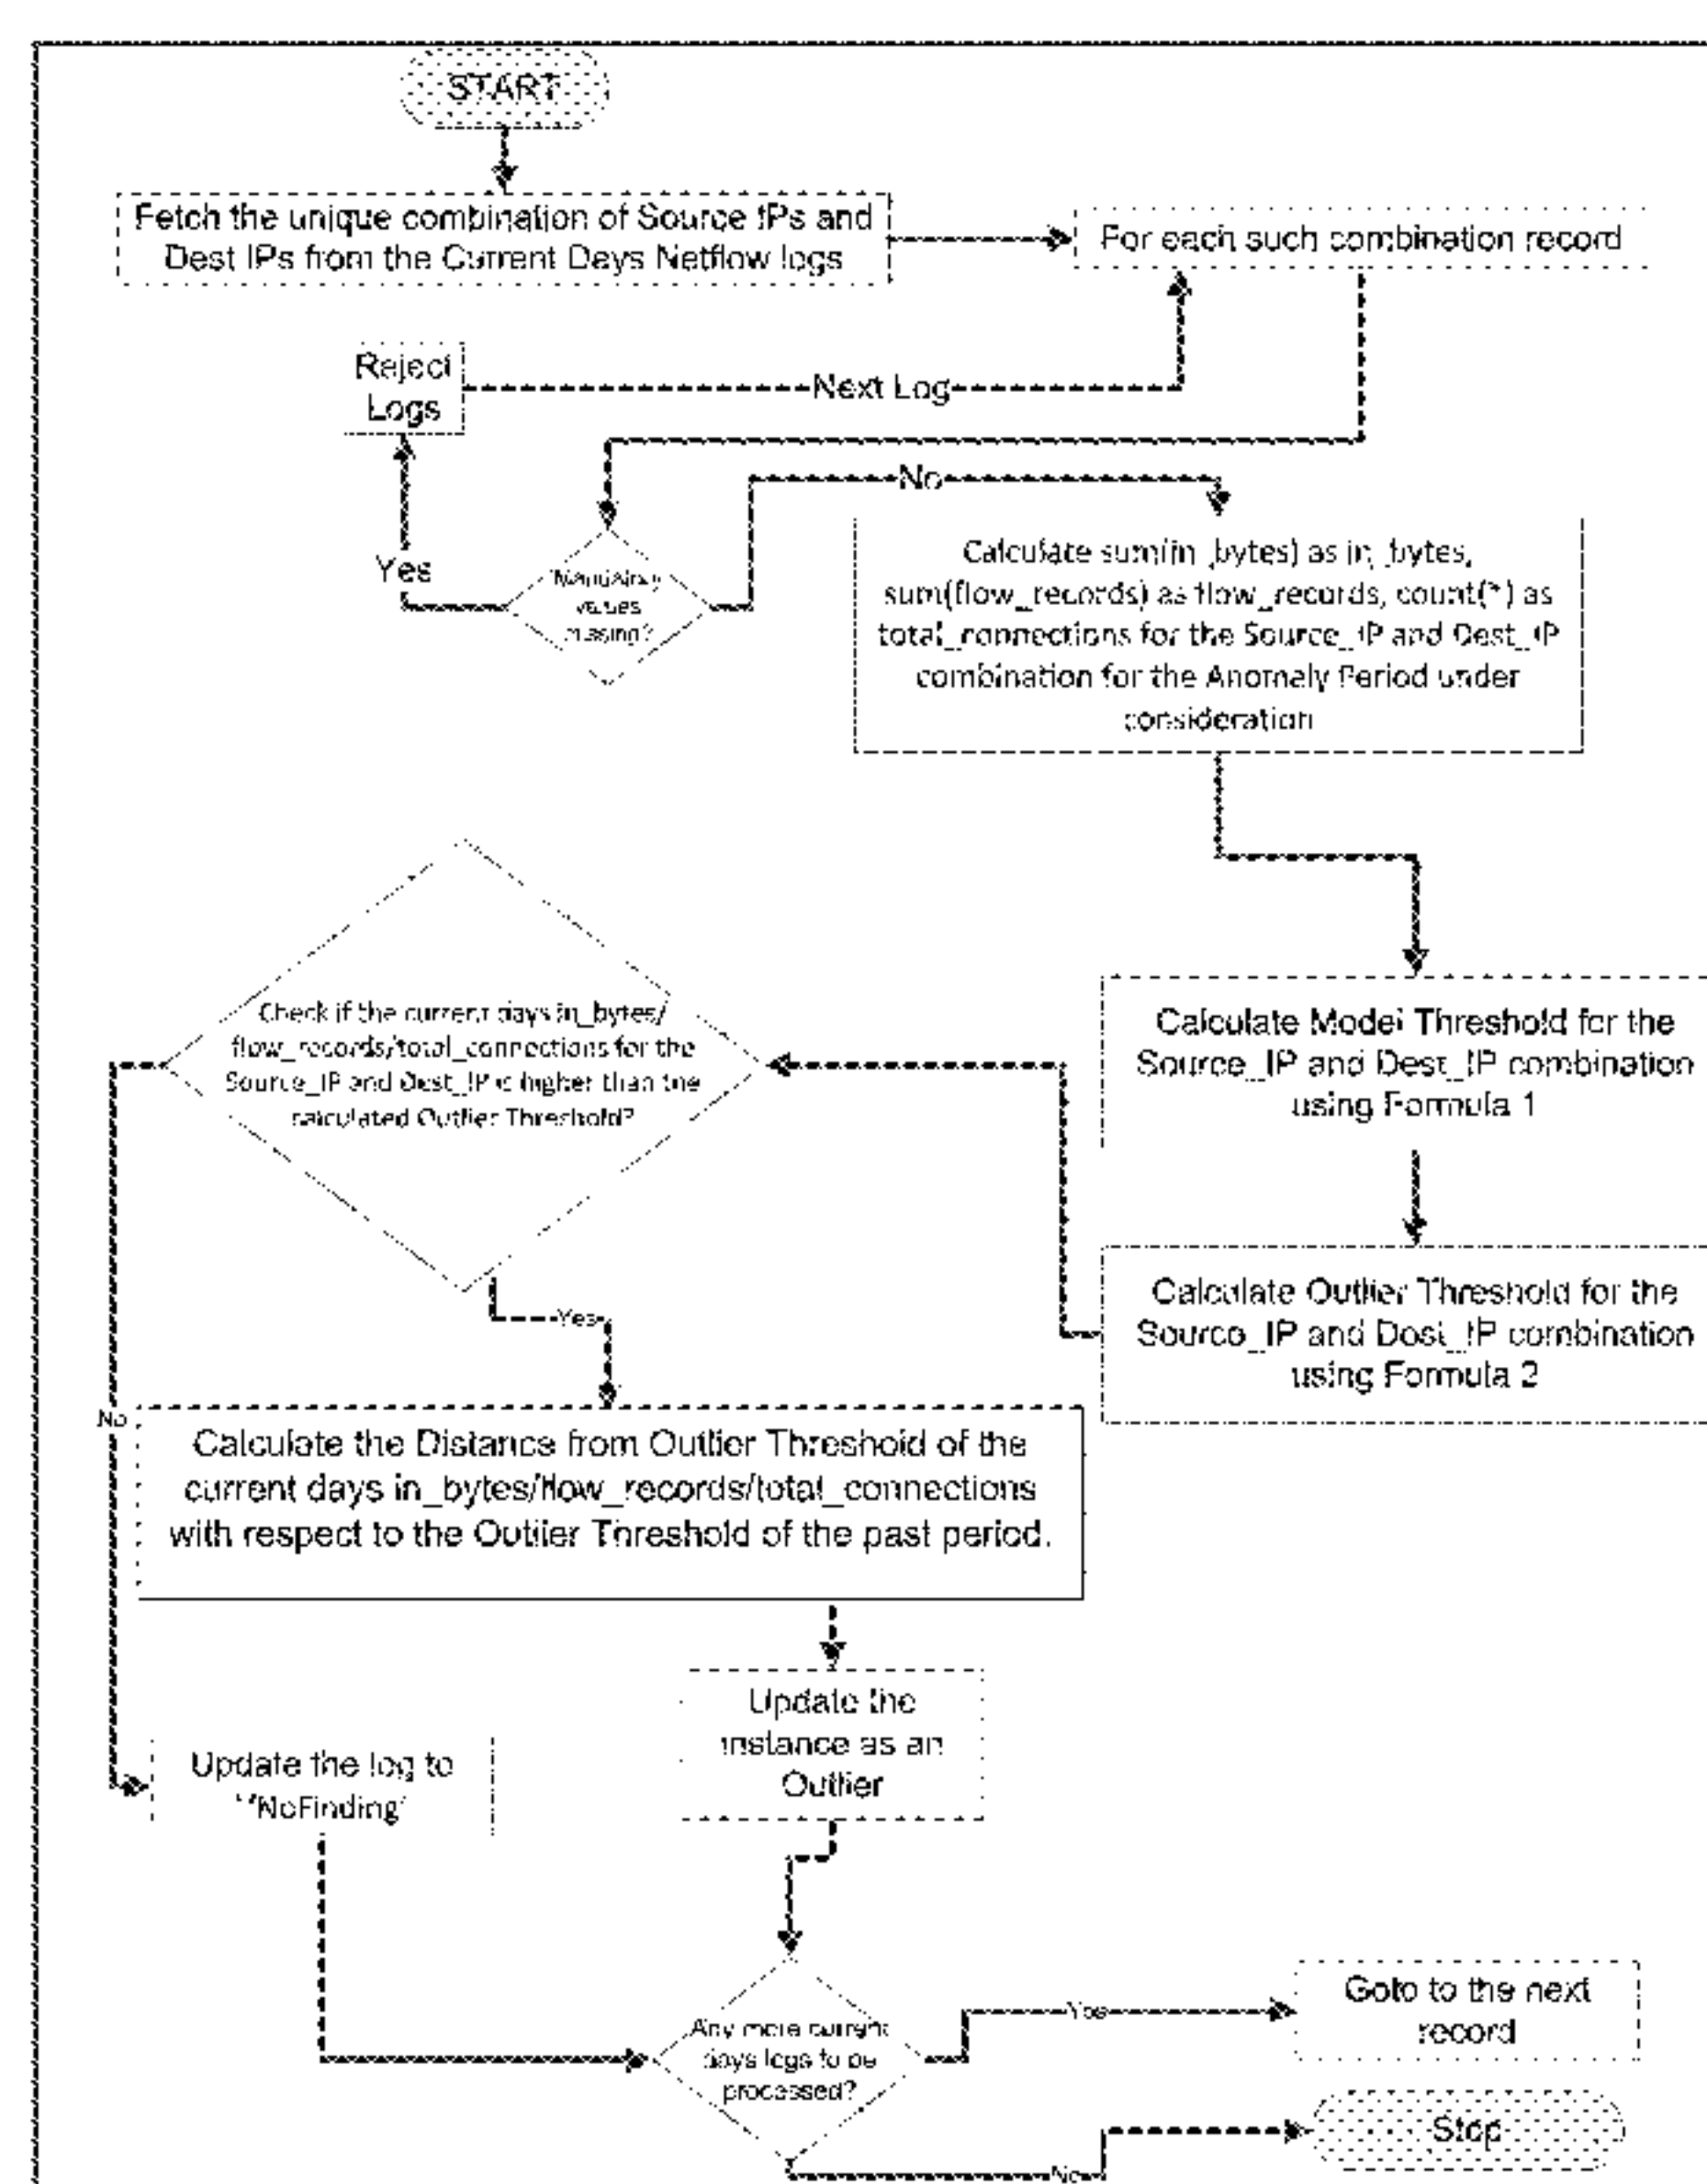 START
Fetch the unique combination of Source IPs and
Dest IPs from the Current Days Netflow logs
For each such combination record
Reject
Logs
Next Log
No
Yes
Mandatory
values
missing?
Calculate sum(in_bytes) as in_bytes,
sum(flow_records) as flow_records, count(*) as
total_connections for the Source_IP and Dest_IP
combination for the Anomaly Period under
consideration
Check if the current days in_bytes/
flow_records/total_connections for the
Source_IP and Dest_IP is higher than the
calculated Outlier Threshold?
Calculate Model Threshold for the
Source_IP and Dest_IP combination
using Formula 1
Calculate Outlier Threshold for the
Source_IP and Dest_IP combination
using Formula 2
Yes
No
Calculate the Distance from Outlier Threshold of the
current days in_bytes/flow_records/total_connections
with respect to the Outlier Threshold of the past period.
Update the
instance as an
Outlier
Update the log to
''NoFinding'
Any more current
days logs to be
processed?
Yes
Goto to the next
record
No
Stop